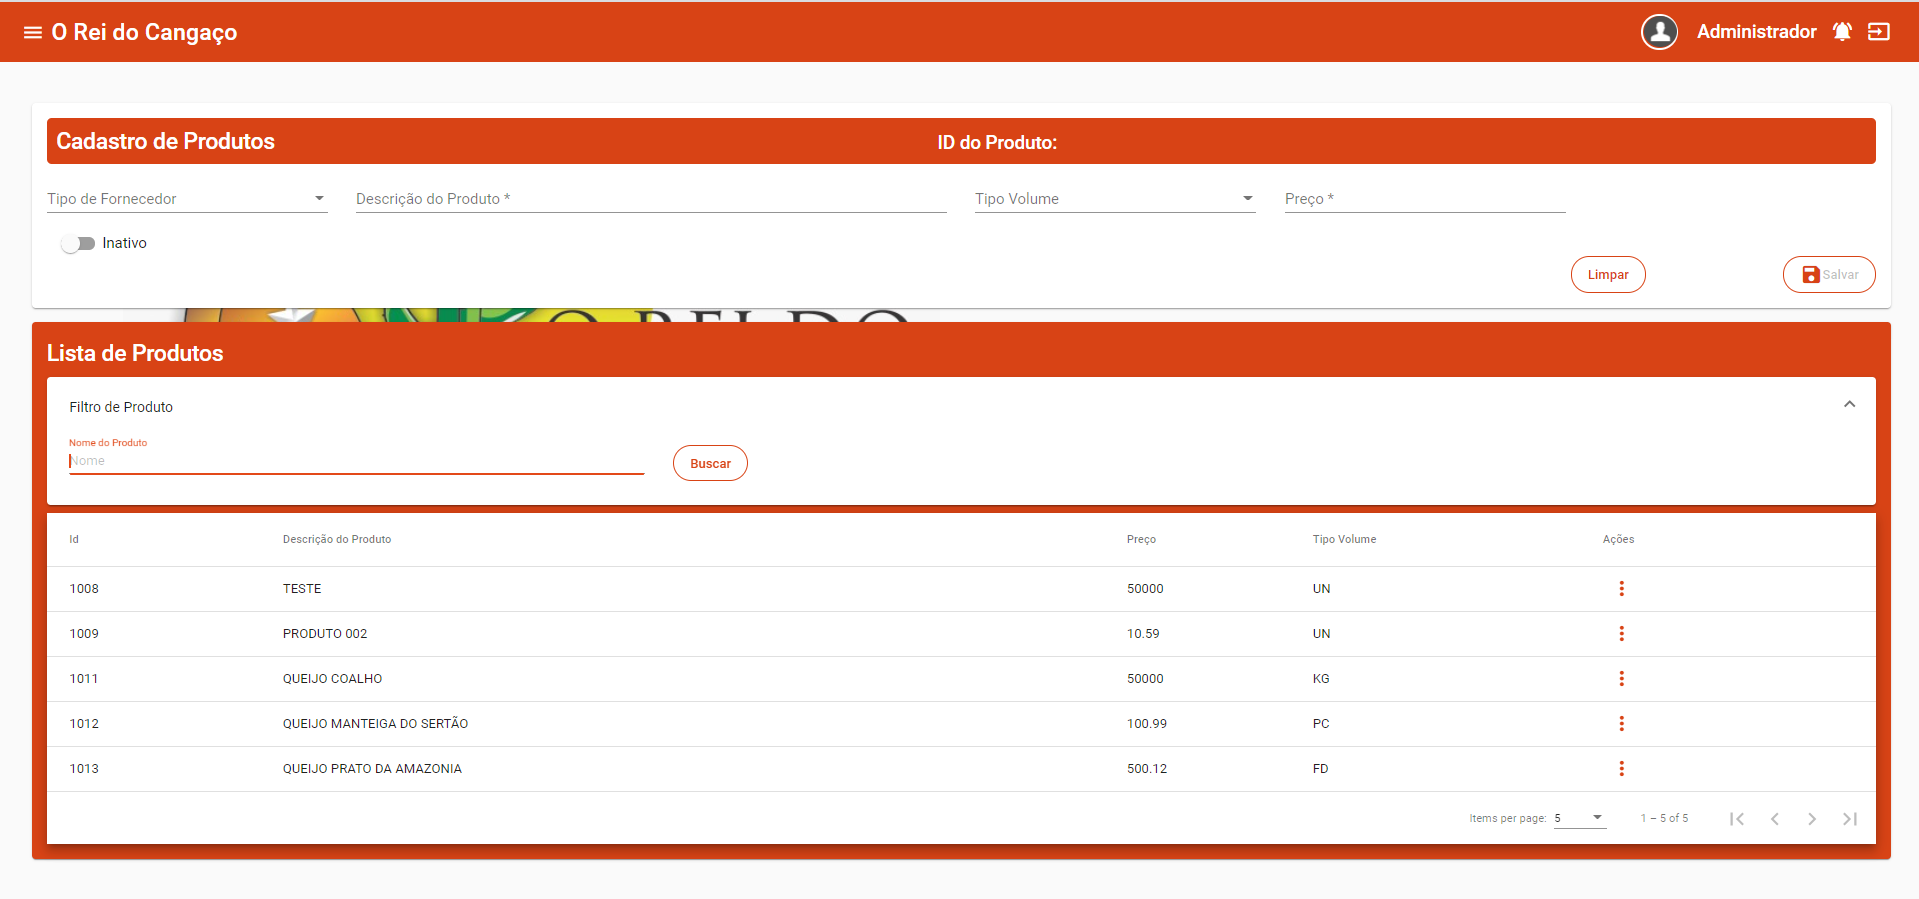 O Rei do Cangaço
Administrador
Cadastro de Produtos
ID do Produto:
Tipo de Fornecedor
Descrição do Produto *
Tipo Volume
Preço *
Inativo
Limpar
Salvar
O REI DO
Lista de Produtos
Filtro de Produto
Nome do Produto
Nome
Buscar
Id Descrição do Produto Preço Tipo Volume Ações
1008 TESTE 50000 UN
1009 PRODUTO 002 10.59 UN
1011 QUEIJO COALHO 50000 KG
1012 QUEIJO MANTEIGA DO SERTÃO 100.99 PC
1013 QUEIJO PRATO DA AMAZONIA 500.12 FD
Items per page: 5 1 – 5 of 5